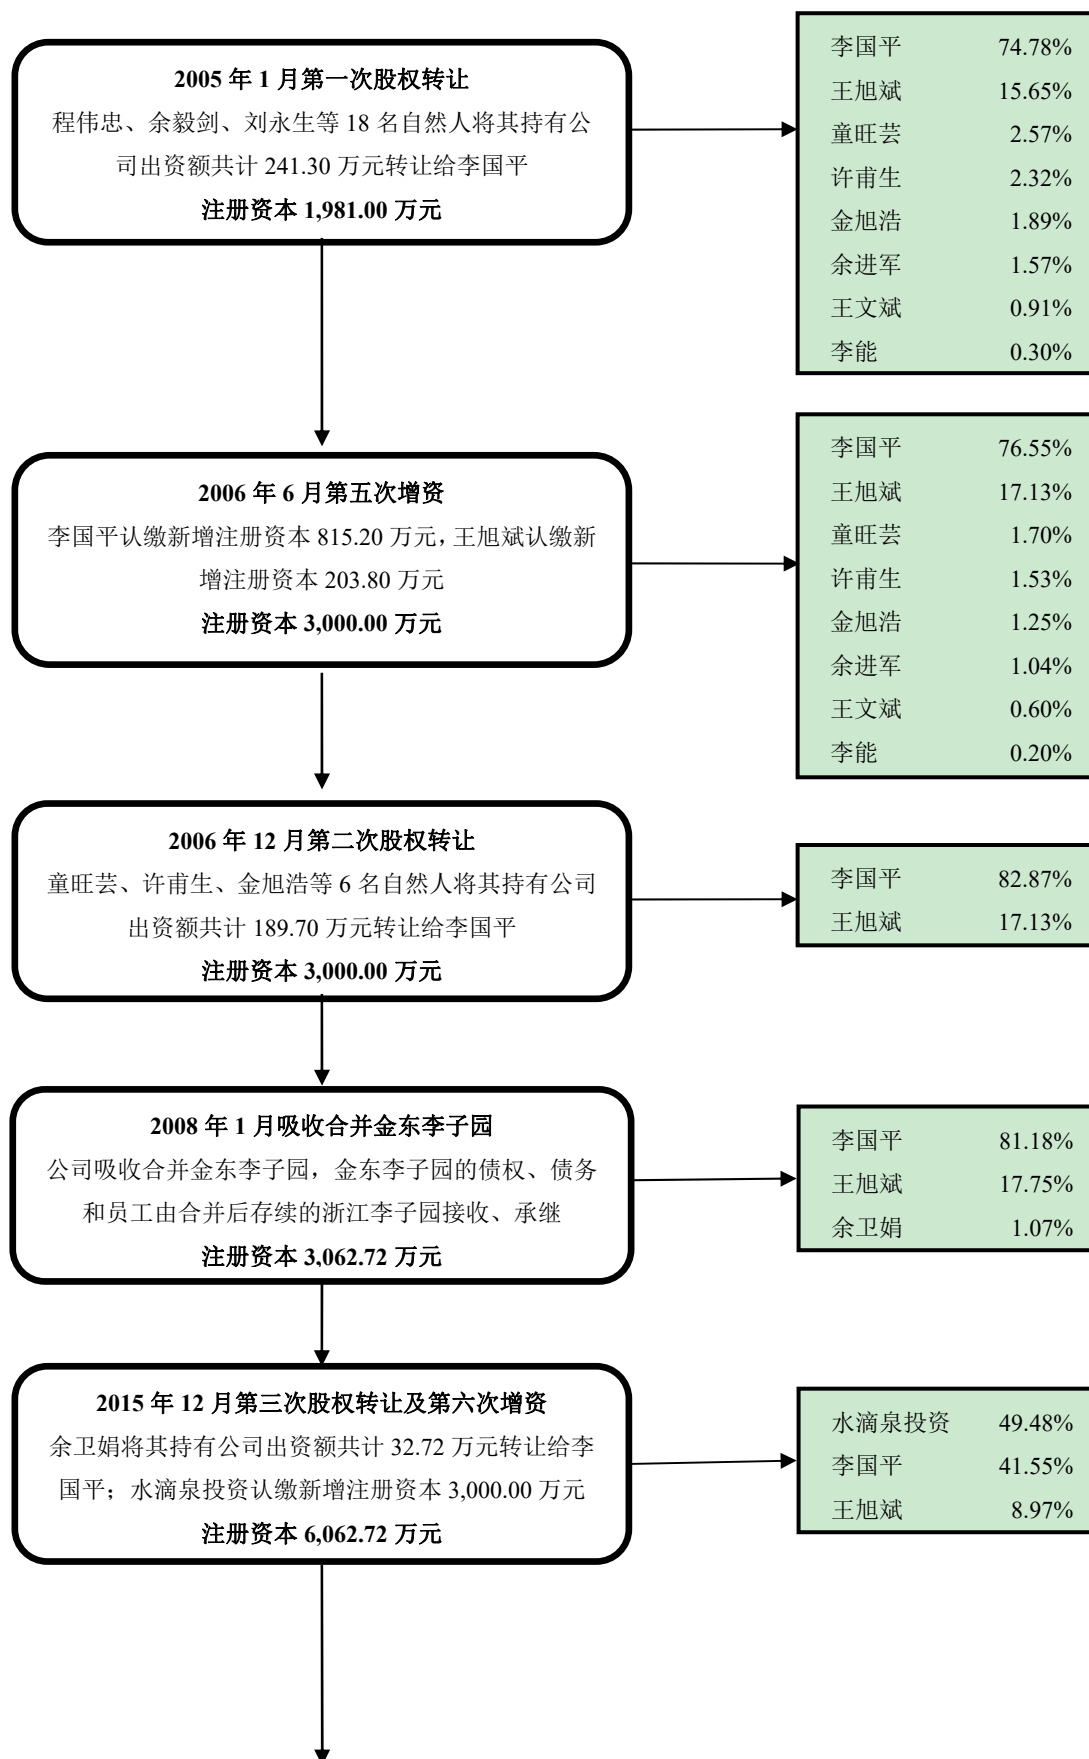 2005 年 1 月第一次股权转让
程伟忠、余毅剑、刘永生等 18 名自然人将其持有公
司出资额共计 241.30 万元转让给李国平
注册资本 1,981.00 万元
李国平 74.78%
王旭斌 15.65%
童旺芸 2.57%
许甫生 2.32%
金旭浩 1.89%
余进军 1.57%
王文斌 0.91%
李能 0.30%
2006 年 6 月第五次增资
李国平认缴新增注册资本 815.20 万元，王旭斌认缴新
增注册资本 203.80 万元
注册资本 3,000.00 万元
李国平 76.55%
王旭斌 17.13%
童旺芸 1.70%
许甫生 1.53%
金旭浩 1.25%
余进军 1.04%
王文斌 0.60%
李能 0.20%
2006 年 12 月第二次股权转让
童旺芸、许甫生、金旭浩等 6 名自然人将其持有公司
出资额共计 189.70 万元转让给李国平
注册资本 3,000.00 万元
李国平 82.87%
王旭斌 17.13%
2008 年 1 月吸收合并金东李子园
公司吸收合并金东李子园，金东李子园的债权、债务
和员工由合并后存续的浙江李子园接收、承继
注册资本 3,062.72 万元
李国平 81.18%
王旭斌 17.75%
余卫娟 1.07%
2015 年 12 月第三次股权转让及第六次增资
余卫娟将其持有公司出资额共计 32.72 万元转让给李
国平；水滴泉投资认缴新增注册资本 3,000.00 万元
注册资本 6,062.72 万元
水滴泉投资 49.48%
李国平 41.55%
王旭斌 8.97%